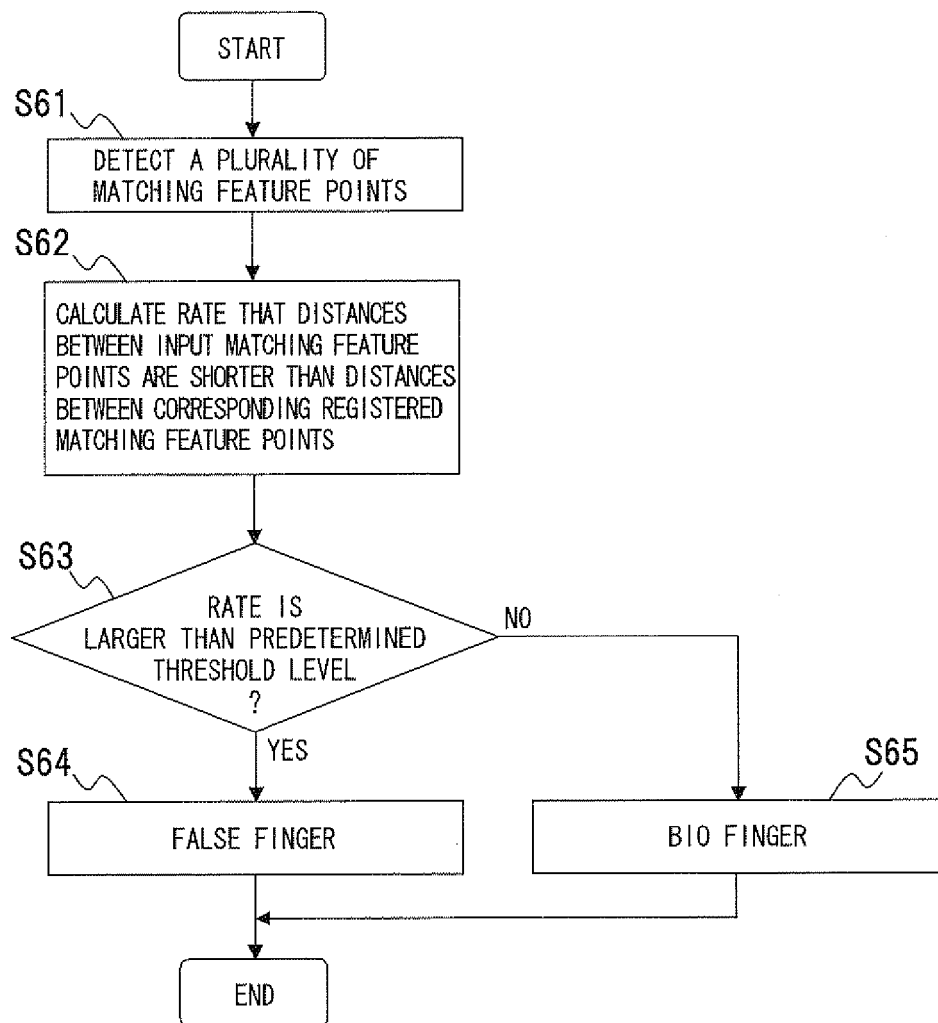 START
S61
DETECT A PLURALITY OF
MATCHING FEATURE POINTS
S62
CALCULATE RATE THAT DISTANCES
BETWEEN INPUT MATCHING FEATURE
POINTS ARE SHORTER THAN DISTANCES
BETWEEN CORRESPONDING REGISTERED
MATCHING FEATURE POINTS
S63
RATE IS
LARGER THAN PREDETERMINED
THRESHOLD LEVEL
?
NO
YES
S64
FALSE FINGER
S65
BIO FINGER
END